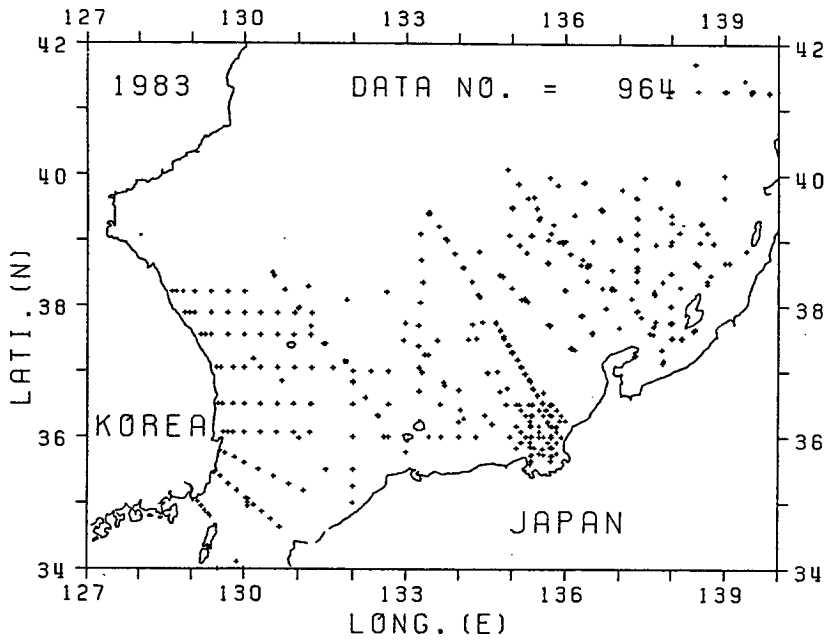 127 130 133 136 139
42 42
1983 DATA NO. = 964
40 40
38 38
LATI. (N)
KOREA
36 36
JAPAN
34 34
127 130 133 136 139
LONG. (E)